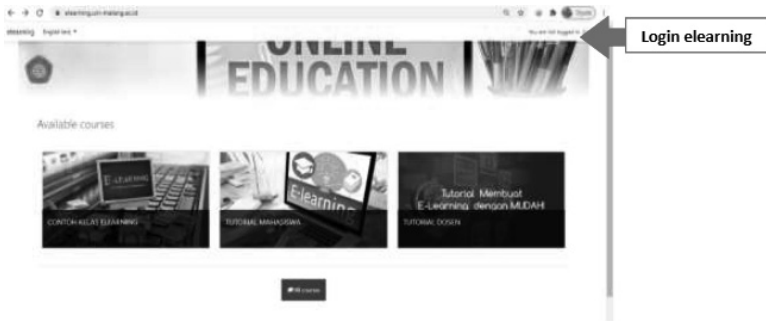 elearning.uin-malang.ac.id
elearning English (en)
You are not logged in.
Login elearning
ONLINE
EDUCATION
Available courses
E-LEARNING
E-learning
Tutorial Membuat
E-Learning dengan MUDAH
CONTOH KELAS ELEARNING
TUTORIAL MAHASISWA
TUTORIAL DOSEN
All courses